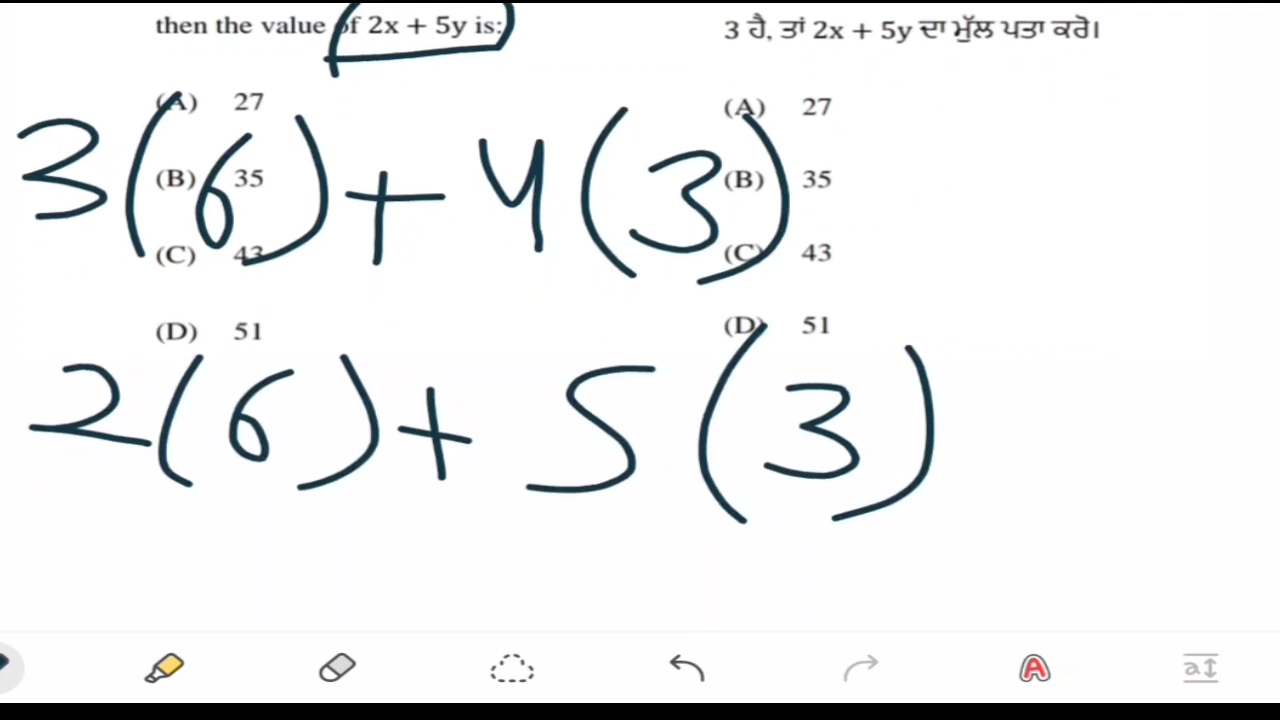 then the value of 2x + 5y is:
(A) 27
(B) 35
(C) 43
(D) 51
3 ਹੈ, ਤਾਂ 2x + 5y ਦਾ ਮੁੱਲ ਪਤਾ ਕਰੋ।
(A) 27
(B) 35
(C) 43
(D) 51
3(6) + 4(3)
2(6) + 5(3)
A
a